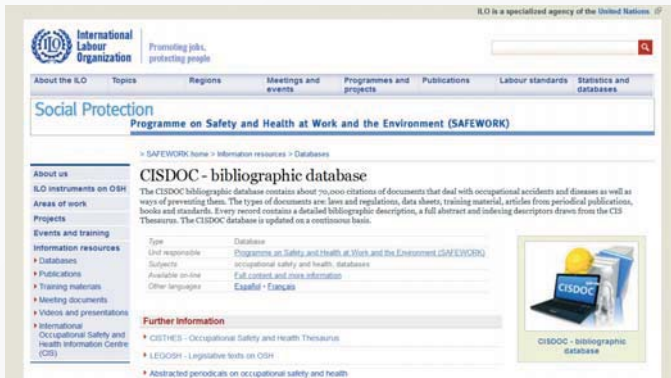 ILO is a specialized agency of the United Nations
International
Labour
Organization
Promoting jobs,
protecting people
About the ILO
Topics
Regions
Meetings and events
Programmes and projects
Publications
Labour standards
Statistics and databases
Social Protection
Programme on Safety and Health at Work and the Environment (SAFEWORK)
> SAFEWORK home > Information resources > Databases
About us
ILO instruments on OSH
Areas of work
Projects
Events and training
Information resources
Databases
Publications
Training materials
Meeting documents
Videos and presentations
International
Occupational Safety and
Health Information Centre
(CIS)
CISDOC - bibliographic database
The CISDOC bibliographic database contains about 70,000 citations of documents that deal with occupational accidents and diseases as well as
ways of preventing them. The types of documents are: laws and regulations, data sheets, training material, articles from periodical publications,
books and standards. Every record contains a detailed bibliographic description, a full abstract and indexing descriptors drawn from the CIS
Thesaurus. The CISDOC database is updated on a continuous basis.
Type Database
Unit responsible Programme on Safety and Health at Work and the Environment (SAFEWORK)
Subjects occupational safety and health, databases
Available on-line Full content and more information
Other languages Español - Français
CISDOC
CISDOC - bibliographic
database
Further Information
CISTHES - Occupational Safety and Health Thesaurus
LEGOSH - Legislative texts on OSH
Abstracted periodicals on occupational safety and health